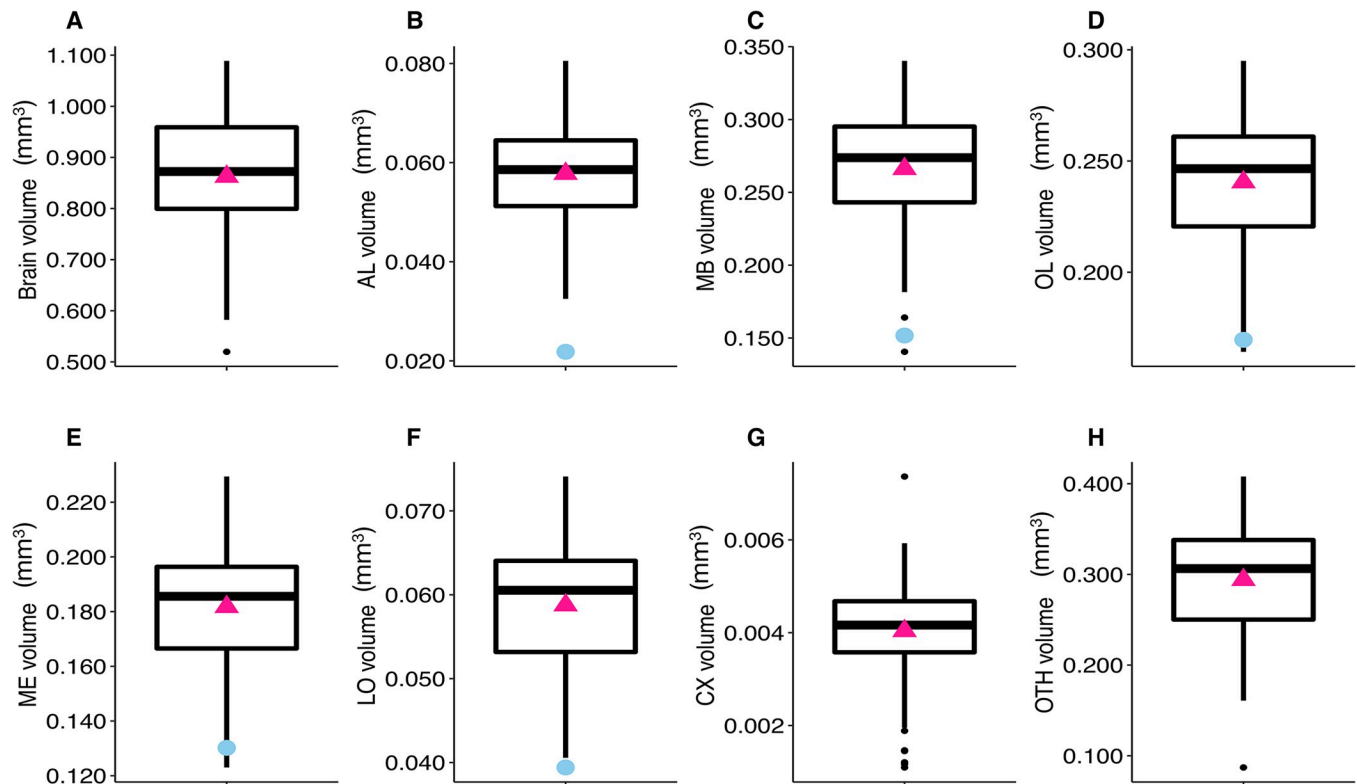 A
Brain volume (mm³)
1.100
1.000
0.900
0.800
0.700
0.600
0.500
B
AL volume (mm³)
0.080
0.060
0.040
0.020
C
MB volume (mm³)
0.350
0.300
0.250
0.200
0.150
D
OL volume (mm³)
0.300
0.250
0.200
E
ME volume (mm³)
0.220
0.200
0.180
0.160
0.140
0.120
F
LO volume (mm³)
0.070
0.060
0.050
0.040
G
CX volume (mm³)
0.006
0.004
0.002
H
OTH volume (mm³)
0.400
0.300
0.200
0.100